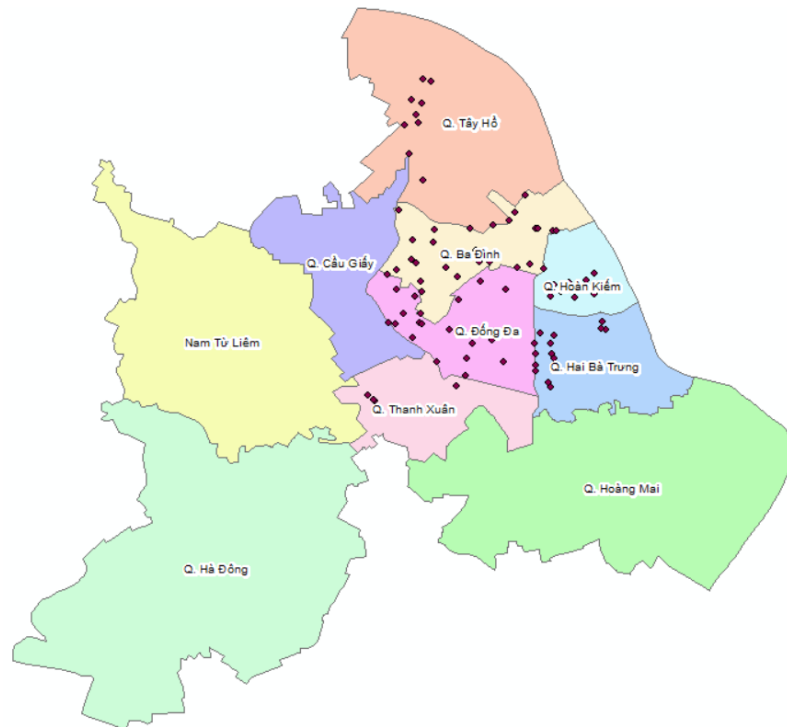 Q. Tây Hồ
Q. Ba Đình
Q. Cầu Giấy
Q. Hoàn Kiếm
Q. Đống Đa
Nam Từ Liêm
Q. Hai Bà Trưng
Q. Thanh Xuân
Q. Hoàng Mai
Q. Hà Đông